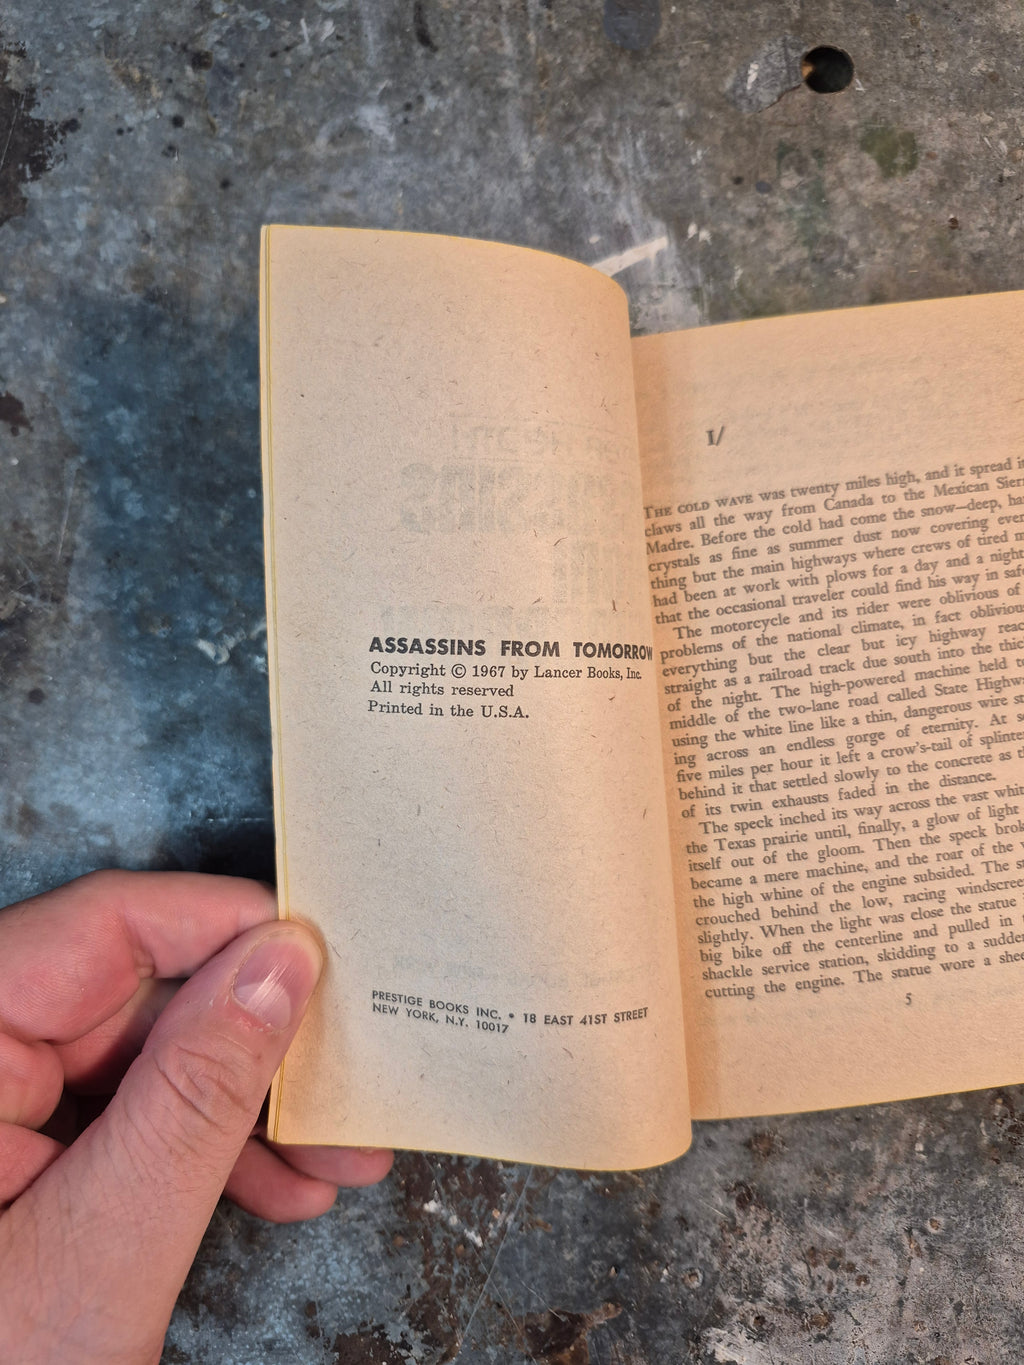 ASSASSINS FROM TOMORROW
Copyright © 1967 by Lancer Books, Inc.
All rights reserved
Printed in the U.S.A.
PRESTIGE BOOKS INC. • 18 EAST 41ST STREET
NEW YORK, N.Y. 10017
I/
THE COLD WAVE was twenty miles high, and it spread
claws all the way from Canada to the Mexican
Madre. Before the cold had come the snow—deep,
crystals as fine as summer dust now covering
thing but the main highways where crews of tired
had been at work with plows for a day and a
that the occasional traveler could find his way in
The motorcycle and its rider were oblivious of
problems of the national climate, in fact
everything but the clear but icy highway
straight as a railroad track due south into the
of the night. The high-powered machine held
middle of the two-lane road called State
using the white line like a thin, dangerous wire
ing across an endless gorge of eternity. At
five miles per hour it left a crow's-tail of
behind it that settled slowly to the concrete as
of its twin exhausts faded in the distance.
The speck inched its way across the vast
the Texas prairie until, finally, a glow of light
itself out of the gloom. Then the speck
became a mere machine, and the roar of the
the high whine of the engine subsided. The
crouched behind the low, racing
slightly. When the light was close the statue
big bike off the centerline and pulled in
shackle service station, skidding to a
cutting the engine. The statue wore a
5